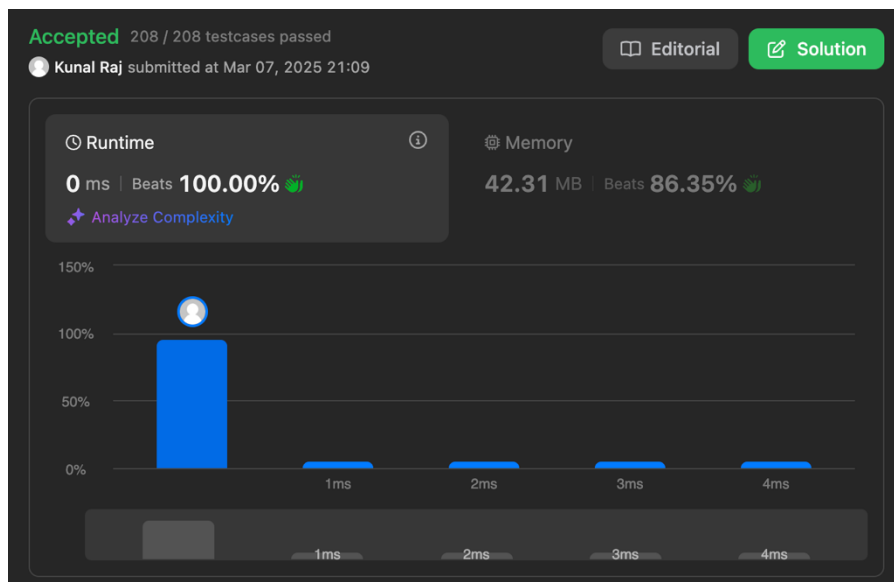 Accepted 208 / 208 testcases passed
Editorial
Solution
Kunal Raj submitted at Mar 07, 2025 21:09
Runtime
0 ms | Beats 100.00%
Analyze Complexity
Memory
42.31 MB | Beats 86.35%
150%
100%
50%
0%
1ms 2ms 3ms 4ms
1ms 2ms 3ms 4ms